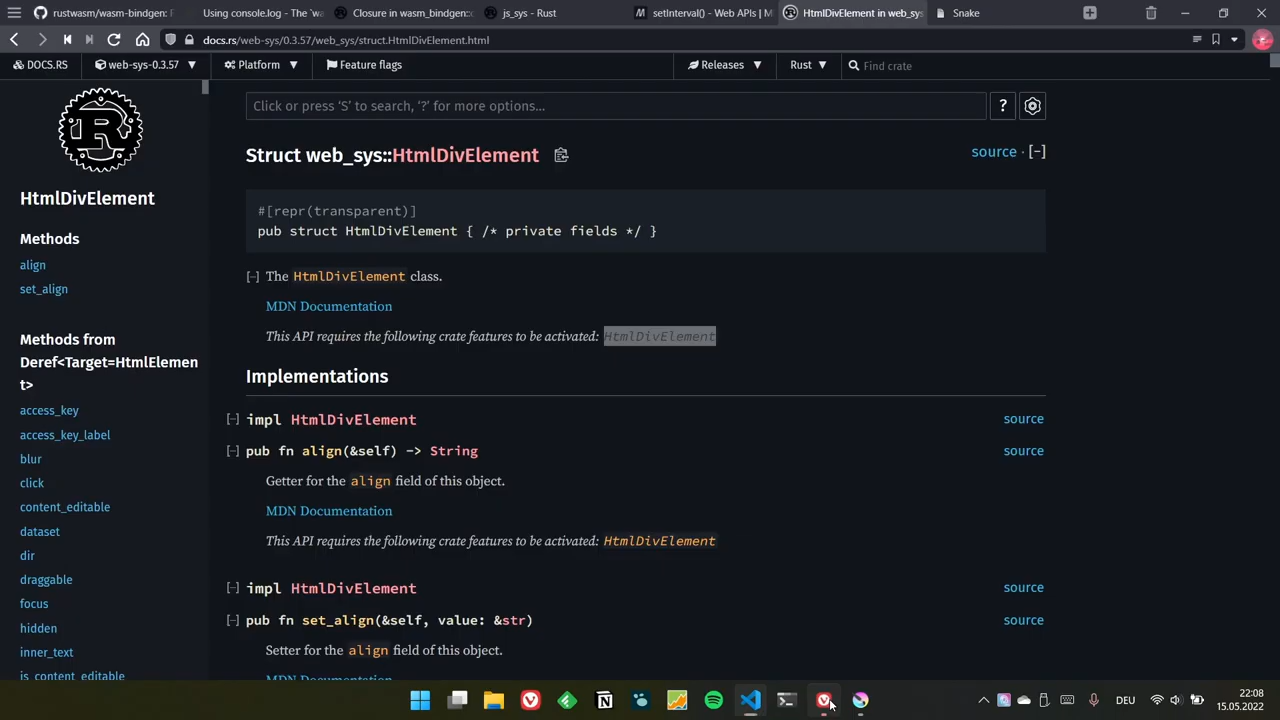 rustwasm/wasm-bindgen: F
Using console.log - The `wa
Closure in wasm_bindgen::c
js_sys - Rust
setInterval() - Web APIs | M
HtmlDivElement in web_sys
Snake
docs.rs/web-sys/0.3.57/web_sys/struct.HtmlDivElement.html
DOCS.RS
web-sys-0.3.57
Platform
Feature flags
Releases
Rust
Find crate
Click or press ‘S’ to search, ‘?’ for more options…
?
HtmlDivElement
Methods
align
set_align
Methods from
Deref<Target=HtmlElemen
t>
access_key
access_key_label
blur
click
content_editable
dataset
dir
draggable
focus
hidden
inner_text
is_content_editable
Struct web_sys::HtmlDivElement
source · [−]
#[repr(transparent)]
pub struct HtmlDivElement { /* private fields */ }
[−] The HtmlDivElement class.
MDN Documentation
This API requires the following crate features to be activated: HtmlDivElement
Implementations
[−] impl HtmlDivElement
source
[−] pub fn align(&self) -> String
source
Getter for the align field of this object.
MDN Documentation
This API requires the following crate features to be activated: HtmlDivElement
[−] impl HtmlDivElement
source
[−] pub fn set_align(&self, value: &str)
source
Setter for the align field of this object.
MDN Documentation
DEU
22:08
15.05.2022